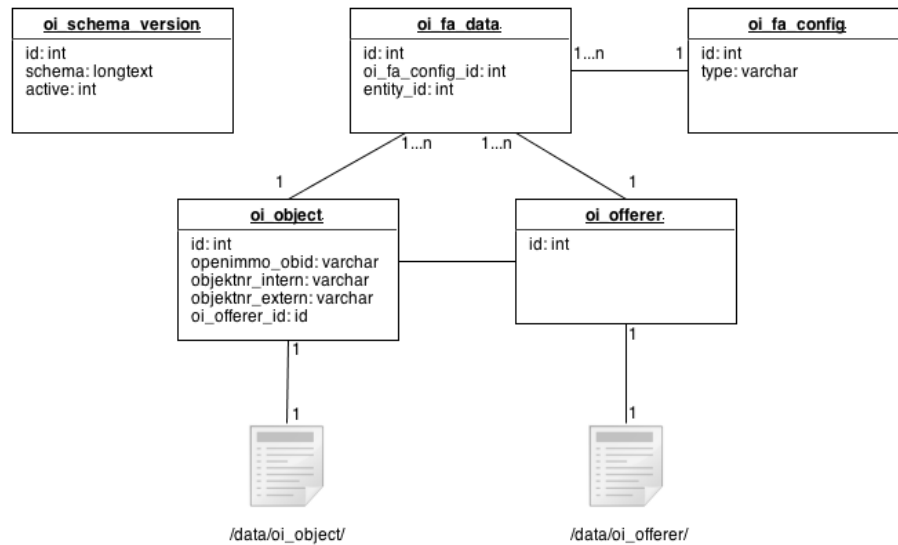 oi_schema_version
id: int
schema: longtext
active: int
oi_fa_data
id: int
oi_fa_config_id: int
entity_id: int
1...n
1
oi_fa_config
id: int
type: varchar
1...n
1...n
1
1
oi_object
id: int
openimmo_obid: varchar
objektnr_intern: varchar
objektnr_extern: varchar
oi_offerer_id: id
oi_offerer
id: int
1
1
1
1
/data/oi_object/
/data/oi_offerer/